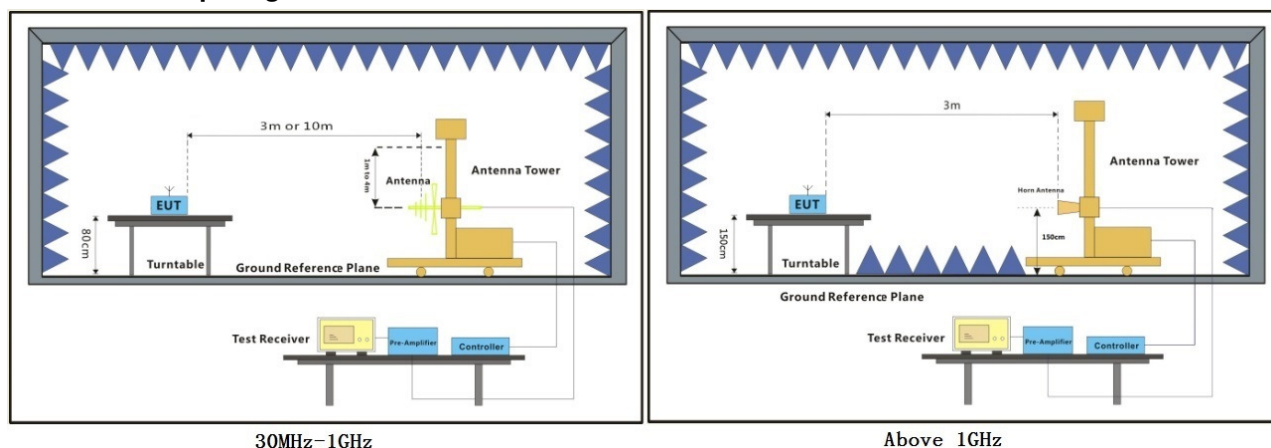 3m or 10m
1m to 4m
Antenna
Antenna Tower
EUT
80cm
Turntable
Ground Reference Plane
Test Receiver
Pre-Amplifier
Controller
30MHz-1GHz
3m
Antenna Tower
Horn Antenna
EUT
150cm
150cm
Turntable
Ground Reference Plane
Test Receiver
Pre-Amplifier
Controller
Above 1GHz